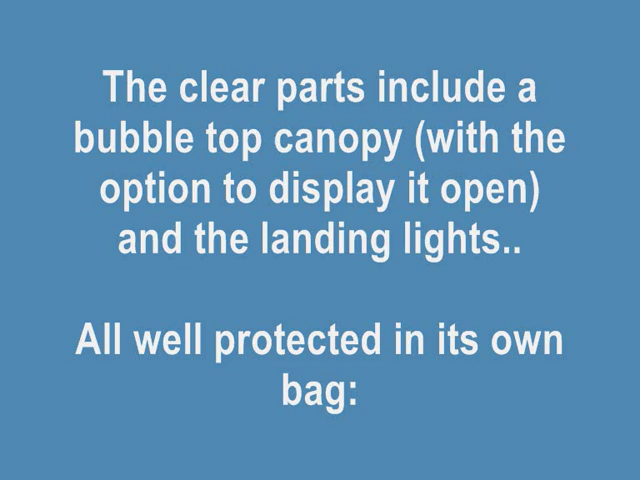 The clear parts include a
bubble top canopy (with the
option to display it open)
and the landing lights..
All well protected in its own
bag: